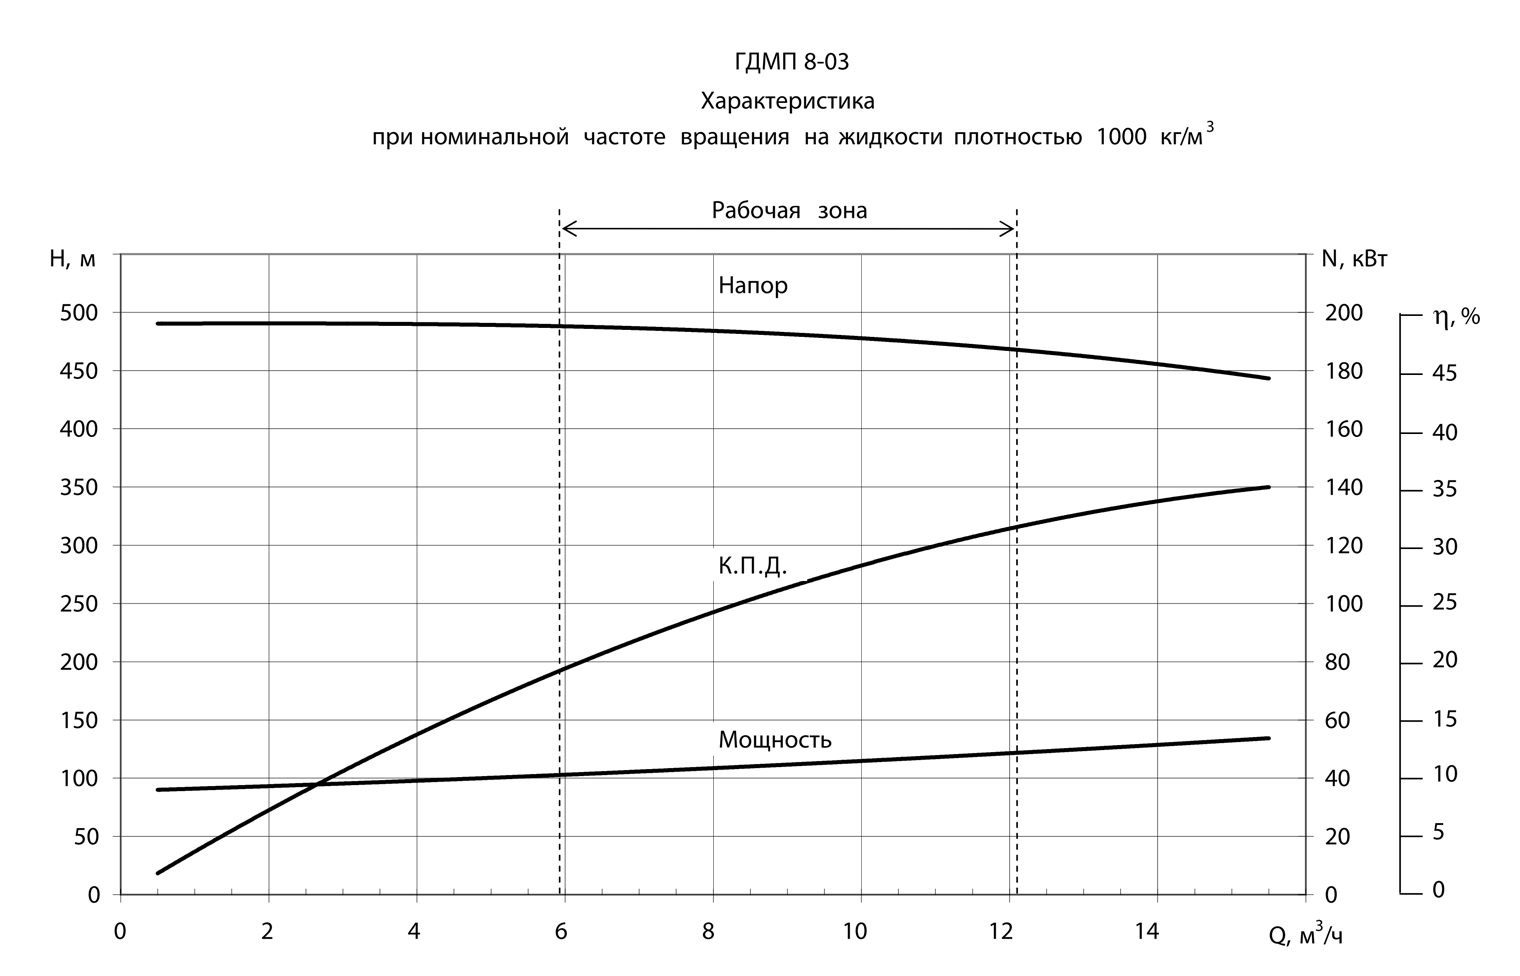 ГДМП 8-03
Характеристика
при номинальной частоте вращения на жидкости плотностью 1000 кг/м³
Рабочая зона
H, м
N, кВт
Напор
500
200
η, %
450
180
45
400
160
40
350
140
35
300
120
30
К.П.Д.
250
100
25
200
80
20
150
60
15
Мощность
100
40
10
50
20
5
0
0
0
0 2 4 6 8 10 12 14 Q, м³/ч